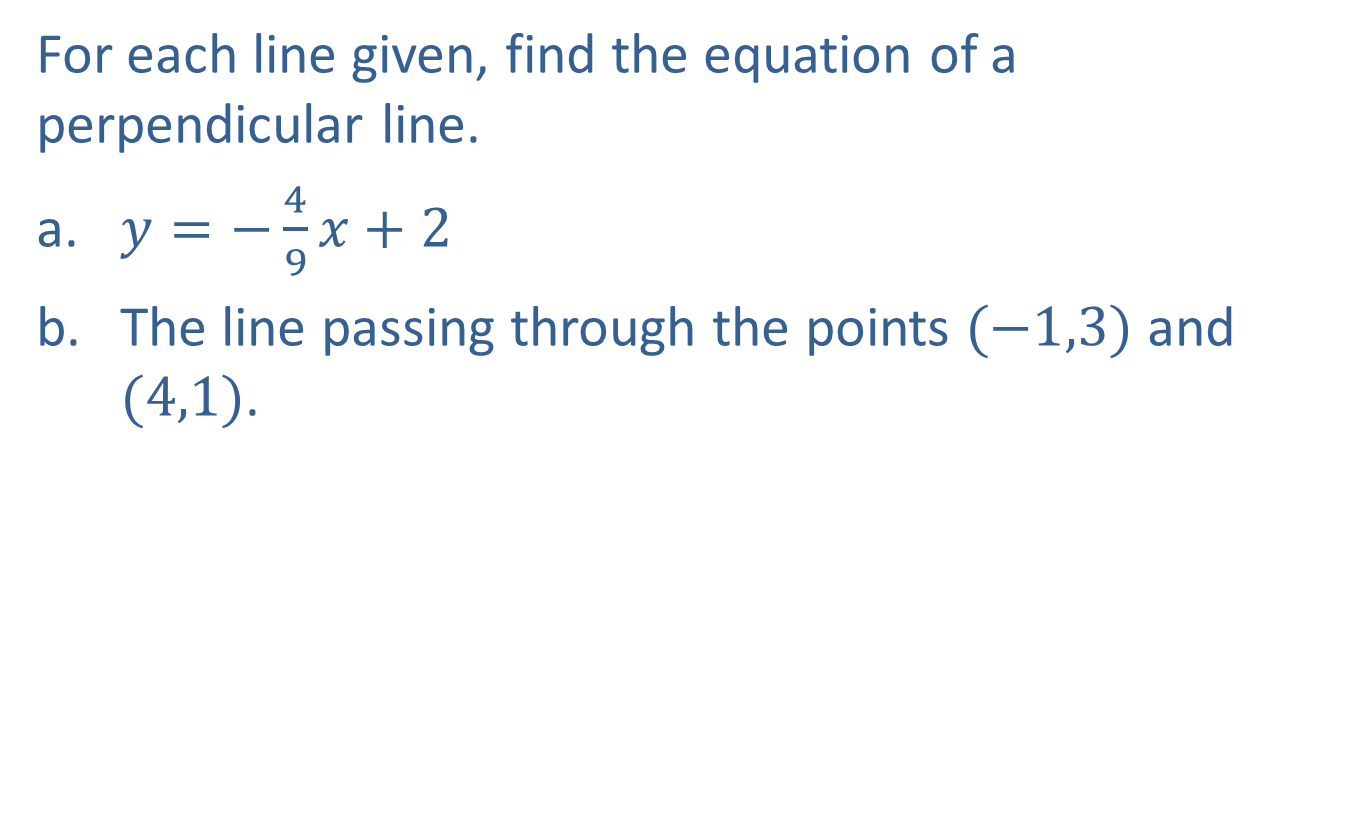 For each line given, find the equation of a
perpendicular line.
a. y = −4/9 x + 2
b. The line passing through the points (−1,3) and
(4,1).